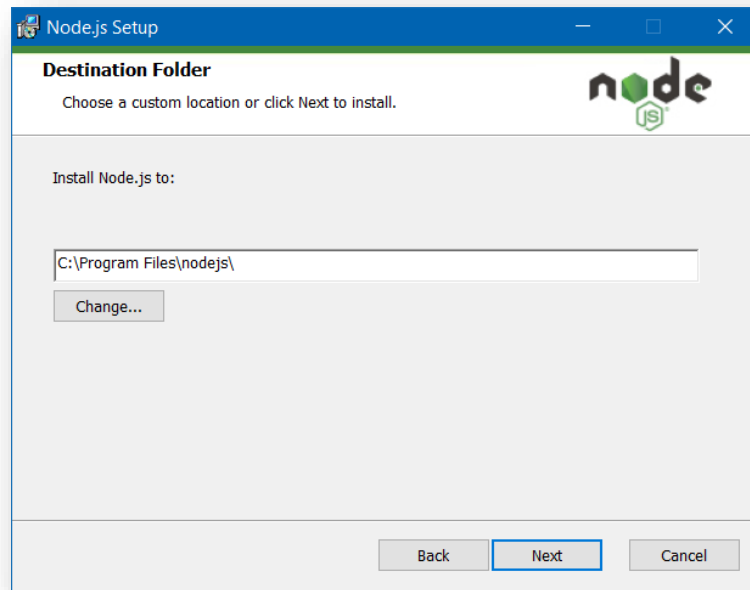 Node.js Setup
Destination Folder
Choose a custom location or click Next to install.
node
JS
Install Node.js to:
C:\Program Files\nodejs\
Change...
Back Next Cancel